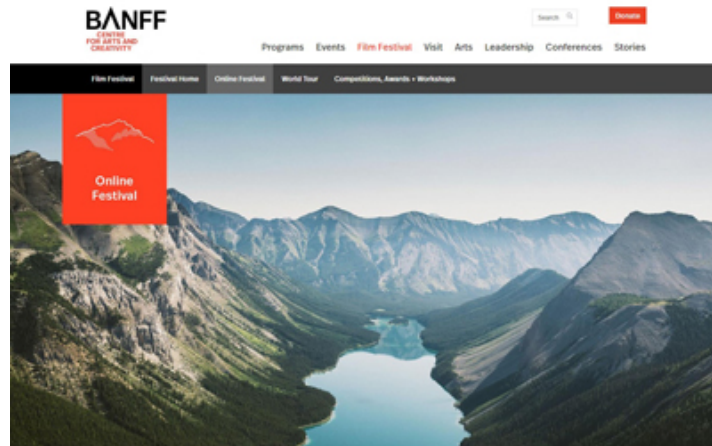 BANFF
CENTRE
FOR ARTS AND
CREATIVITY
Search
Donate
Programs Events Film Festival Visit Arts Leadership Conferences Stories
Film Festival Festival Home Online Festival World Tour Competitions, Awards + Workshops
Online
Festival